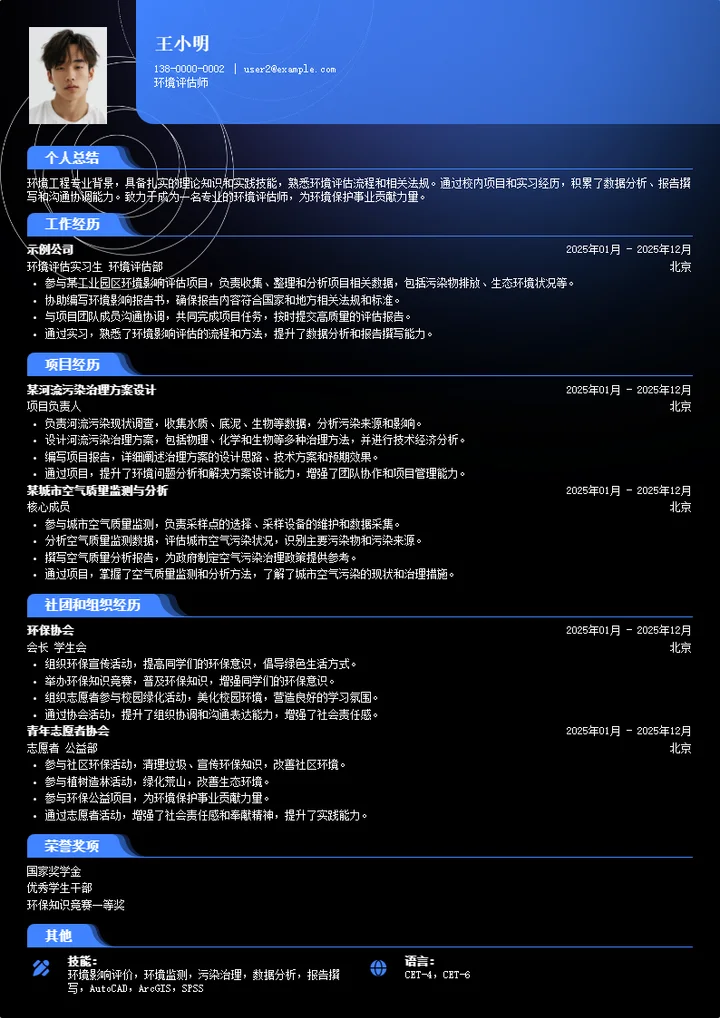 王小明
138-0000-0002 | user2@example.com
环境评估师
个人总结
环境工程专业背景，具备扎实的理论知识和实践技能，熟悉环境评估流程和相关法规。通过校内项目和实习经历，积累了数据分析、报告撰
写和沟通协调能力。致力于成为一名专业的环境评估师，为环境保护事业贡献力量。
工作经历
示创公司 2025年01月 - 2025年12月
环境评估实习生 环境评估部 北京
• 参与某工业园区环境影响评估项目，负责收集、整理和分析项目相关数据，包括污染物排放、生态环境状况等。
• 协助编写环境影响报告书，确保报告内容符合国家和地方相关法规和标准。
• 与项目团队成员沟通协调，共同完成项目任务，按时提交高质量的评估报告。
• 通过实习，熟悉了环境影响评估的流程和方法，提升了数据分析和报告撰写能力。
项目经历
某河流污染治理方案设计 2025年01月 - 2025年12月
项目负责人 北京
• 负责河流污染现状调查，收集水质、底泥、生物等数据，分析污染来源和影响。
• 设计河流污染治理方案，包括物理、化学和生物等多种治理方法，并进行技术经济分析。
• 编写项目报告，详细阐述治理方案的设计思路、技术方案和预期效果。
• 通过项目，提升了环境问题分析和解决方案设计能力，增强了团队协作和项目管理能力。
某城市空气质量监测与分析 2025年01月 - 2025年12月
核心成员 北京
• 参与城市空气质量监测，负责采样点的选择、采样设备的维护和数据采集。
• 分析空气质量监测数据，评估城市空气污染状况，识别主要污染物和污染来源。
• 撰写空气质量分析报告，为政府制定空气污染治理政策提供参考。
• 通过项目，掌握了空气质量监测和分析方法，了解了城市空气污染的现状和治理措施。
社团和组织经历
环保协会 2025年01月 - 2025年12月
会长 学生会 北京
• 组织环保宣传活动，提高同学们的环保意识，倡导绿色生活方式。
• 举办环保知识竞赛，普及环保知识，增强同学们的环保意识。
• 组织志愿者参与校园绿化活动，美化校园环境，营造良好的学习氛围。
• 通过协会活动，提升了组织协调和沟通表达能力，增强了社会责任感。
青年志愿者协会 2025年01月 - 2025年12月
志愿者 公益部 北京
• 参与社区环保活动，清理垃圾、宣传环保知识，改善社区环境。
• 参与植树造林活动，绿化荒山，改善生态环境。
• 参与环保公益项目，为环境保护事业贡献力量。
• 通过志愿者活动，增强了社会责任感和奉献精神，提升了实践能力。
荣誉奖项
国家奖学金
优秀学生干部
环保知识竞赛一等奖
其他
技能：
环境影响评价，环境监测，污染治理，数据分析，报告撰
写，AutoCAD，ArcGIS，SPSS
语言：
CET-4，CET-6